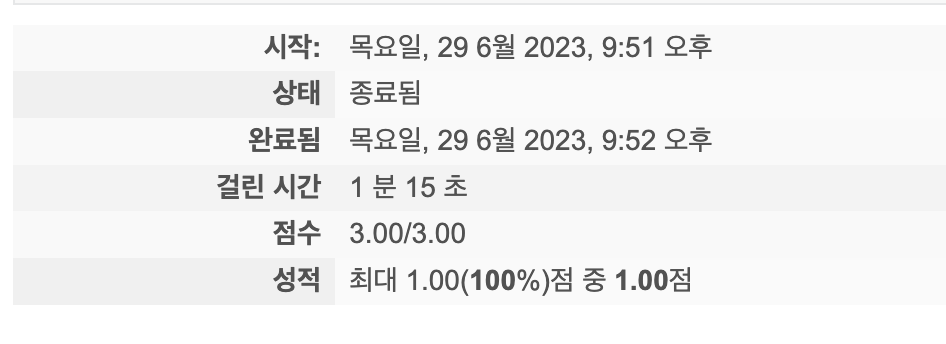 시작: 목요일, 29 6월 2023, 9:51 오후
상태 종료됨
완료됨 목요일, 29 6월 2023, 9:52 오후
걸린 시간 1 분 15 초
점수 3.00/3.00
성적 최대 1.00(100%)점 중 1.00점